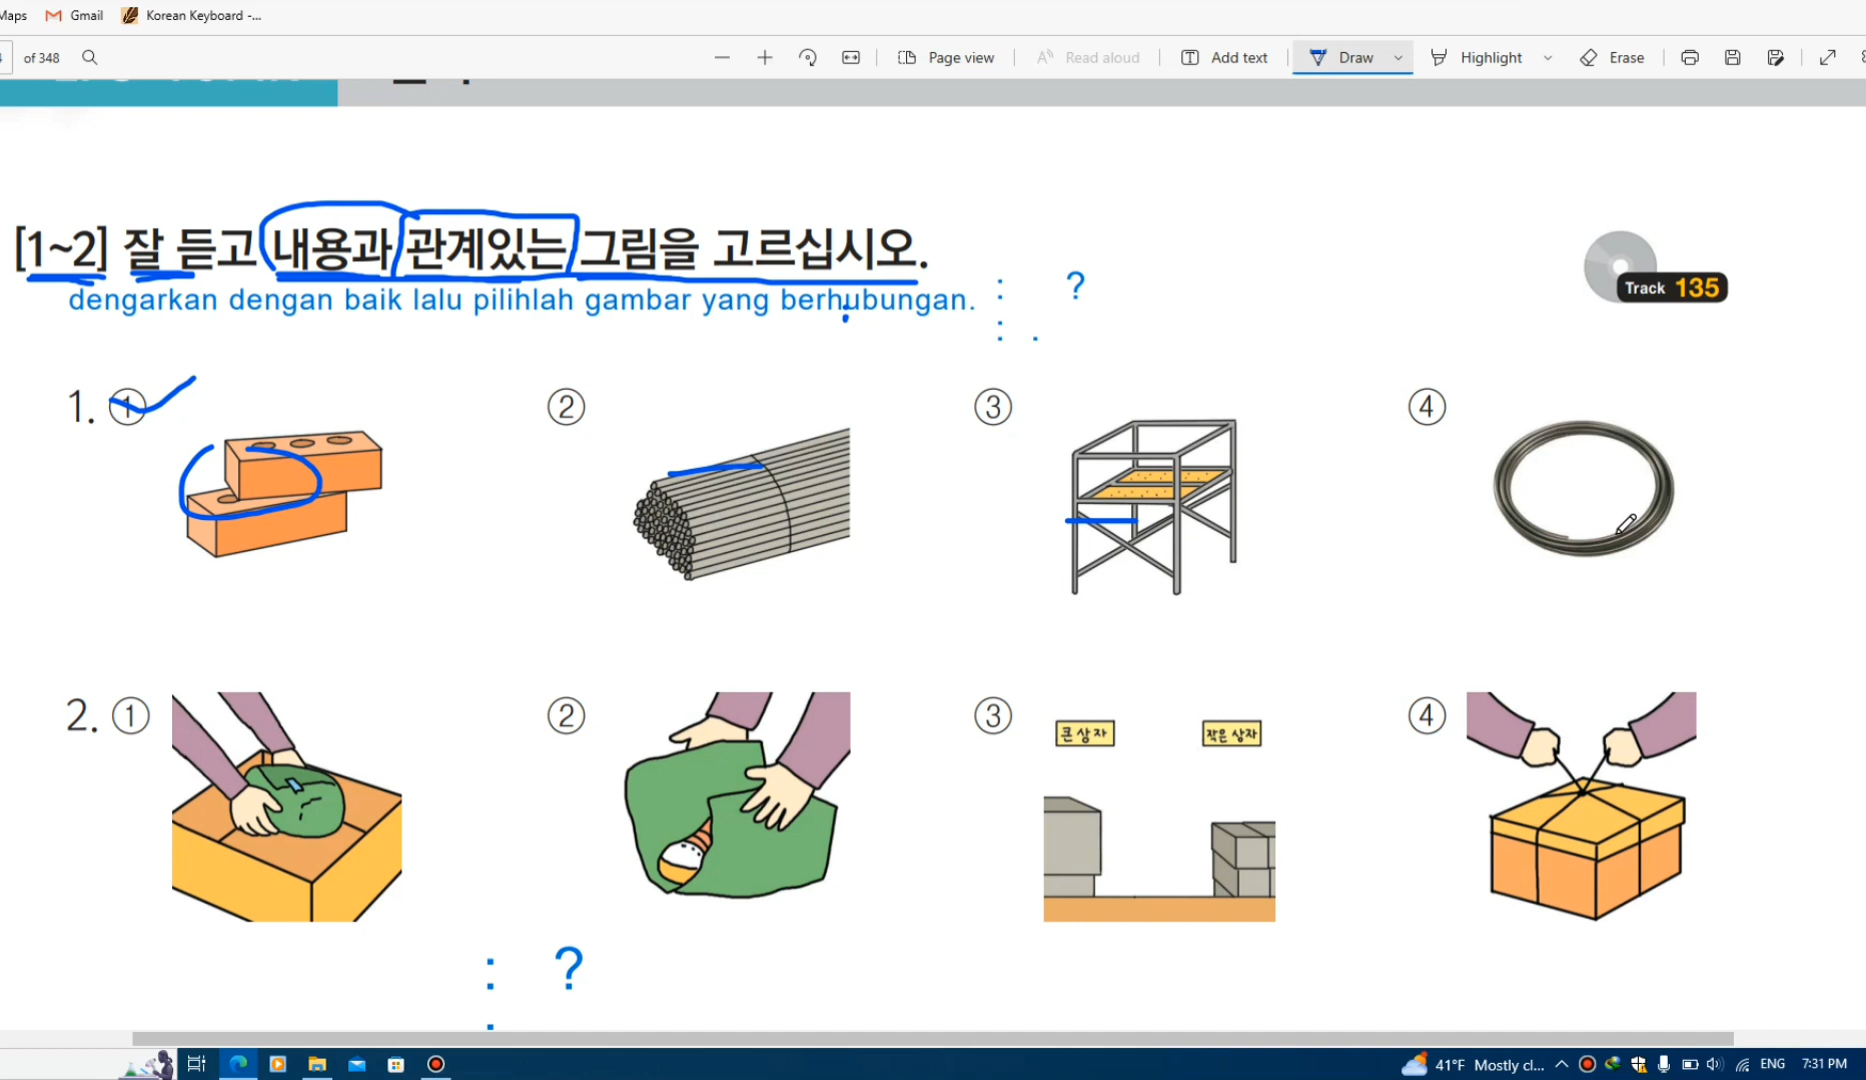 Maps Gmail Korean Keyboard -...
of 348 Page view Read aloud Add text Draw Highlight Erase
[1~2] 잘 듣고 내용과 관계있는 그림을 고르십시오.
dengarkan dengan baik lalu pilihlah gambar yang berhubungan. : ?
: .
Track 135
1. ① ② ③ ④
2. ① ② ③ ④
큰 상자 작은 상자
: ?
:
41°F Mostly cl... ENG 7:31 PM